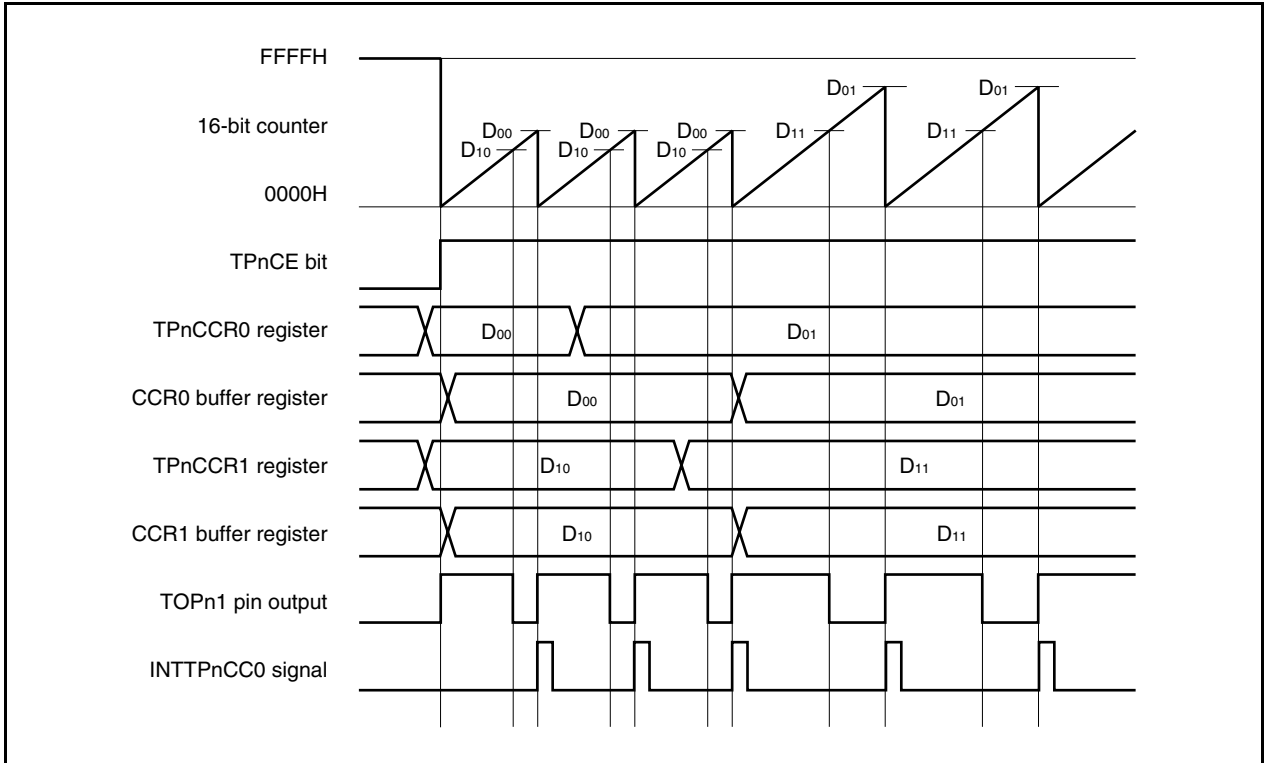 FFFFH
16-bit counter
0000H
D00 D10 D00 D10 D00 D10 D11 D01 D11 D01
TPnCE bit
TPnCCR0 register D00 D01
CCR0 buffer register D00 D01
TPnCCR1 register D10 D11
CCR1 buffer register D10 D11
TOPn1 pin output
INTTPnCC0 signal